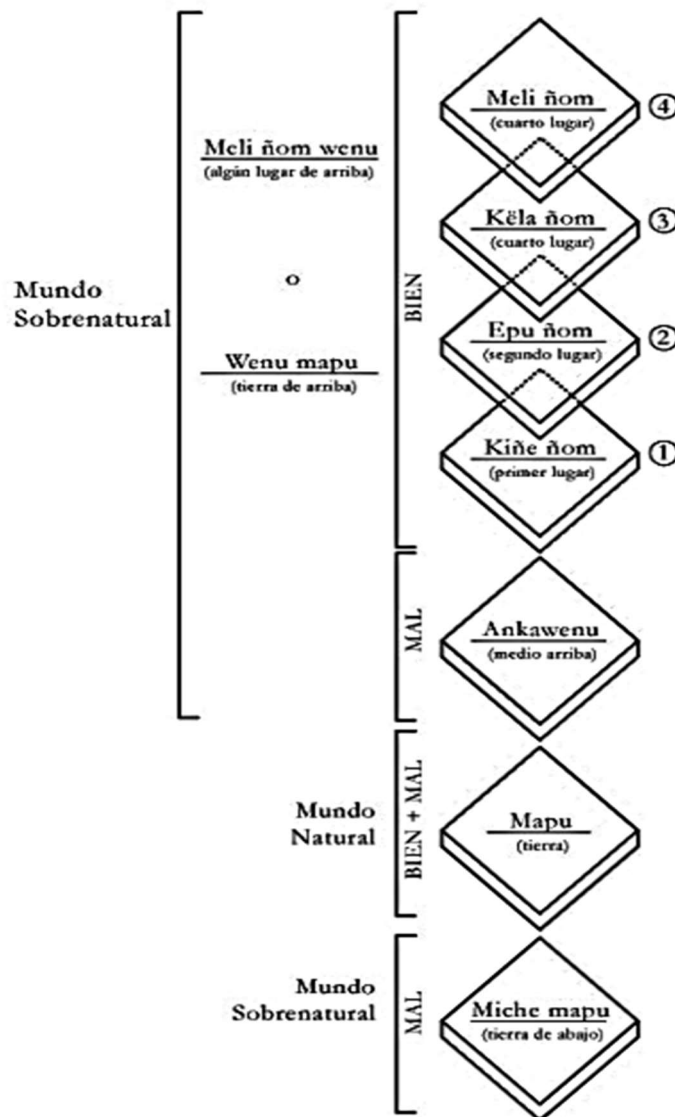 Meli ñom
(cuarto lugar)
④
Meli ñom wenu
(algún lugar de arriba)
Këla ñom
(cuarto lugar)
③
o
BIEN
Mundo
Sobrenatural
Epu ñom
(segundo lugar)
②
Wenu mapu
(tierra de arriba)
Kiñe ñom
(primer lugar)
①
MAL
Ankawenu
(medio arriba)
Mundo
Natural
BIEN + MAL
Mapu
(tierra)
Mundo
Sobrenatural
MAL
Miche mapu
(tierra de abajo)